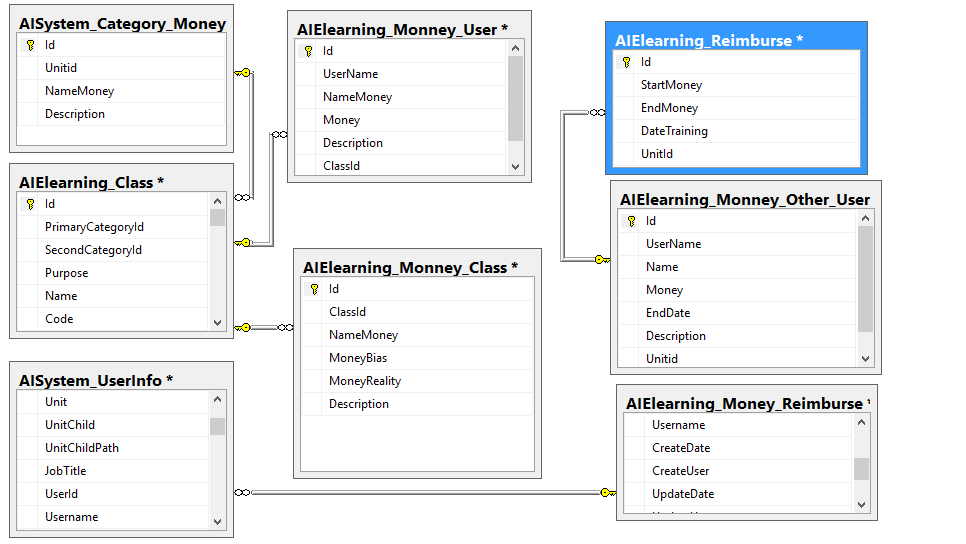 AISystem_Category_Money
Id
Unitid
NameMoney
Description
AIElearning_Class *
Id
PrimaryCategoryId
SecondCategoryId
Purpose
Name
Code
AISystem_UserInfo *
Unit
UnitChild
UnitChildPath
JobTitle
UserId
Username
AIElearning_Monney_User *
Id
UserName
NameMoney
Money
Description
ClassId
AIElearning_Monney_Class *
Id
ClassId
NameMoney
MoneyBias
MoneyReality
Description
AIElearning_Reimburse *
Id
StartMoney
EndMoney
DateTraining
UnitId
AIElearning_Monney_Other_User
Id
UserName
Name
Money
EndDate
Description
Unitid
AIElearning_Money_Reimburse *
Username
CreateDate
CreateUser
UpdateDate